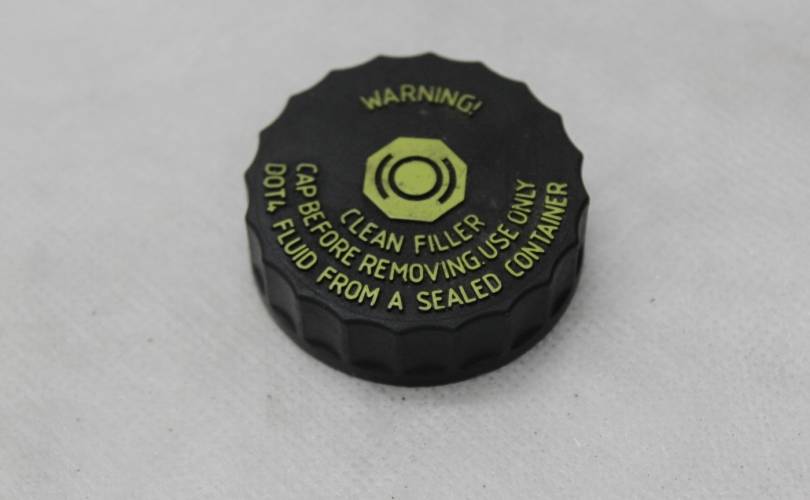 WARNING!
CLEAN FILLER
CAP BEFORE REMOVING.USE ONLY
DOT4 FLUID FROM A SEALED CONTAINER